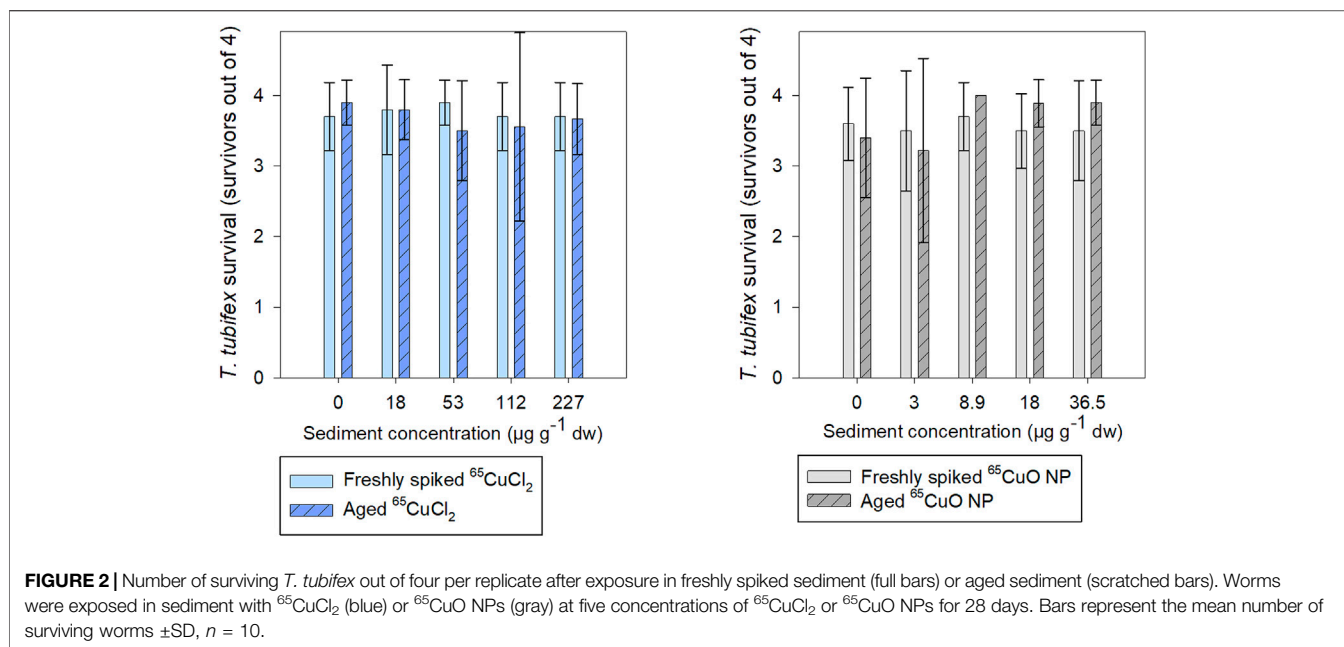 T. tubifex survival (survivors out of 4)
4
3
2
1
0
0 18 53 112 227
Sediment concentration (µg g⁻¹ dw)
Freshly spiked ⁶⁵CuCl₂
Aged ⁶⁵CuCl₂
T. tubifex survival (survivors out of 4)
4
3
2
1
0
0 3 8.9 18 36.5
Sediment concentration (µg g⁻¹ dw)
Freshly spiked ⁶⁵CuO NP
Aged ⁶⁵CuO NP
FIGURE 2 | Number of surviving T. tubifex out of four per replicate after exposure in freshly spiked sediment (full bars) or aged sediment (scratched bars). Worms
were exposed in sediment with ⁶⁵CuCl₂ (blue) or ⁶⁵CuO NPs (gray) at five concentrations of ⁶⁵CuCl₂ or ⁶⁵CuO NPs for 28 days. Bars represent the mean number of
surviving worms ±SD, n = 10.